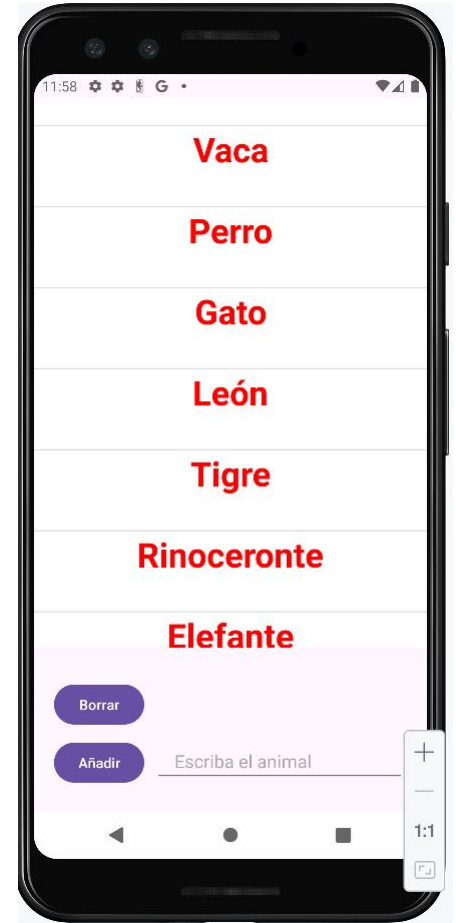 11:58 G
Vaca
Perro
Gato
León
Tigre
Rinoceronte
Elefante
Borrar
Añadir Escriba el animal
1:1